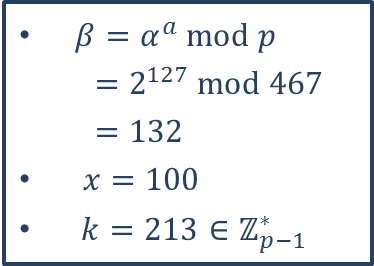 • β = α^a mod p
= 2^127 mod 467
= 132
• x = 100
• k = 213 ∈ ℤ*_{p−1}